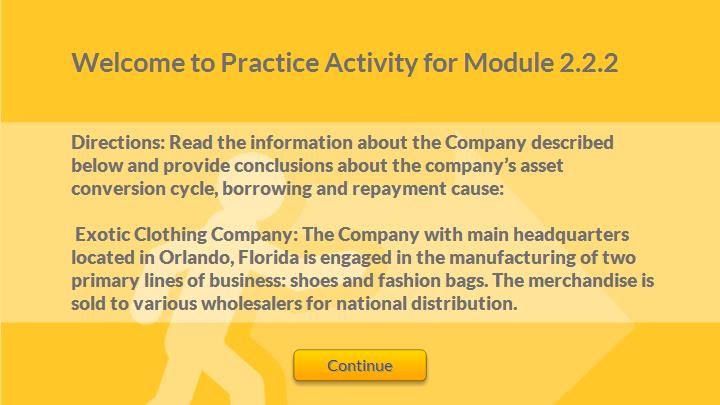 Welcome to Practice Activity for Module 2.2.2
Directions: Read the information about the Company described
below and provide conclusions about the company’s asset
conversion cycle, borrowing and repayment cause:
Exotic Clothing Company: The Company with main headquarters
located in Orlando, Florida is engaged in the manufacturing of two
primary lines of business: shoes and fashion bags. The merchandise is
sold to various wholesalers for national distribution.
Continue